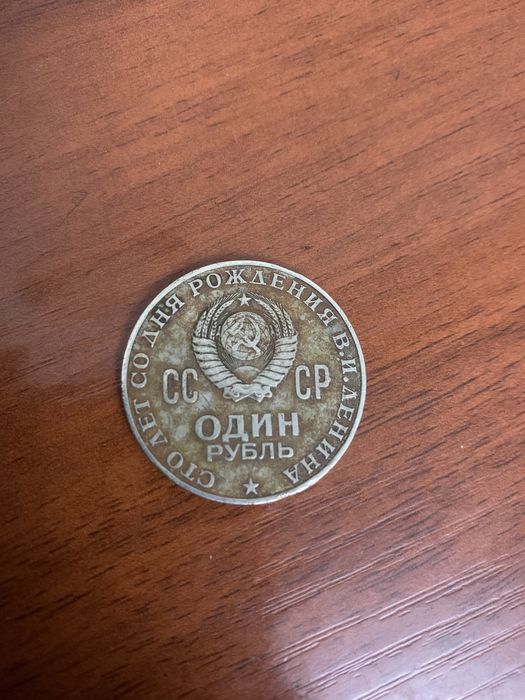 СТО ЛЕТ СО ДНЯ РОЖДЕНИЯ В.И.ЛЕНИНА
СС СР
ОДИН
РУБЛЬ